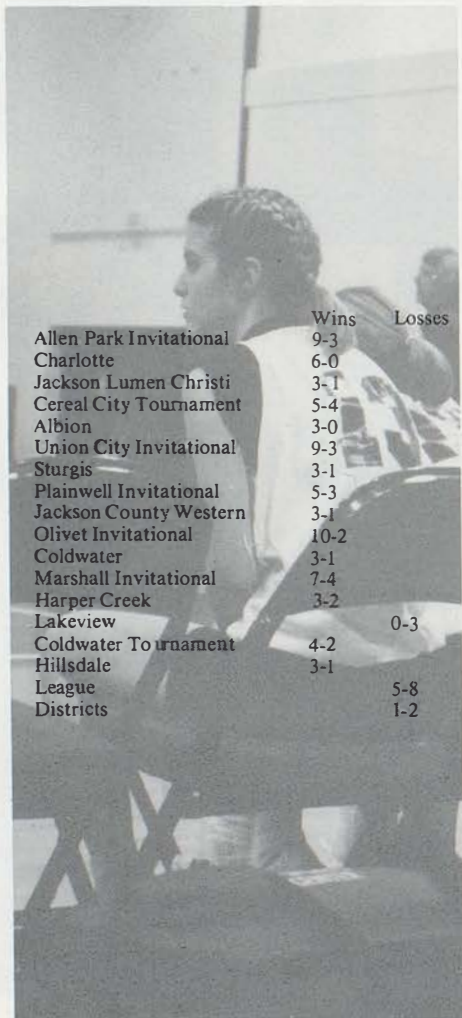 Wins Losses
Allen Park Invitational 9-3
Charlotte 6-0
Jackson Lumen Christi 3-1
Cereal City Tournament 5-4
Albion 3-0
Union City Invitational 9-3
Sturgis 3-1
Plainwell Invitational 5-3
Jackson County Western 3-1
Olivet Invitational 10-2
Coldwater 3-1
Marshall Invitational 7-4
Harper Creek 3-2
Lakeview 0-3
Coldwater Tournament 4-2
Hillsdale 3-1
League 5-8
Districts 1-2